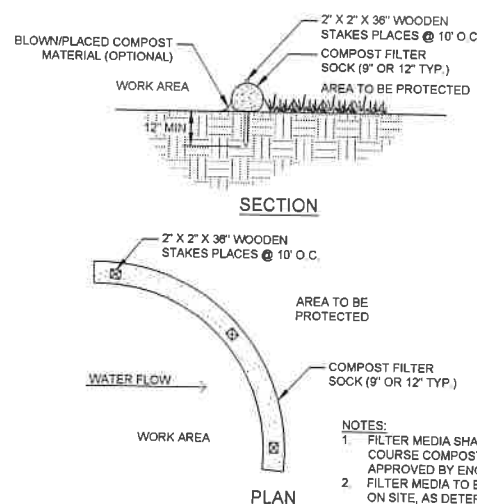 2" X 2" X 36" WOODEN
STAKES PLACES @ 10' O.C.
BLOWN/PLACED COMPOST
MATERIAL (OPTIONAL)
COMPOST FILTER
SOCK (9" OR 12" TYP.)
WORK AREA
AREA TO BE PROTECTED
12" MIN
SECTION
2" X 2" X 36" WOODEN
STAKES PLACES @ 10' O.C.
AREA TO BE
PROTECTED
COMPOST FILTER
SOCK (9" OR 12" TYP.)
WATER FLOW
WORK AREA
NOTES:
1. FILTER MEDIA SHA
COURSE COMPOS
APPROVED BY ENG
2. FILTER MEDIA TO B
ON SITE, AS DETER
PLAN